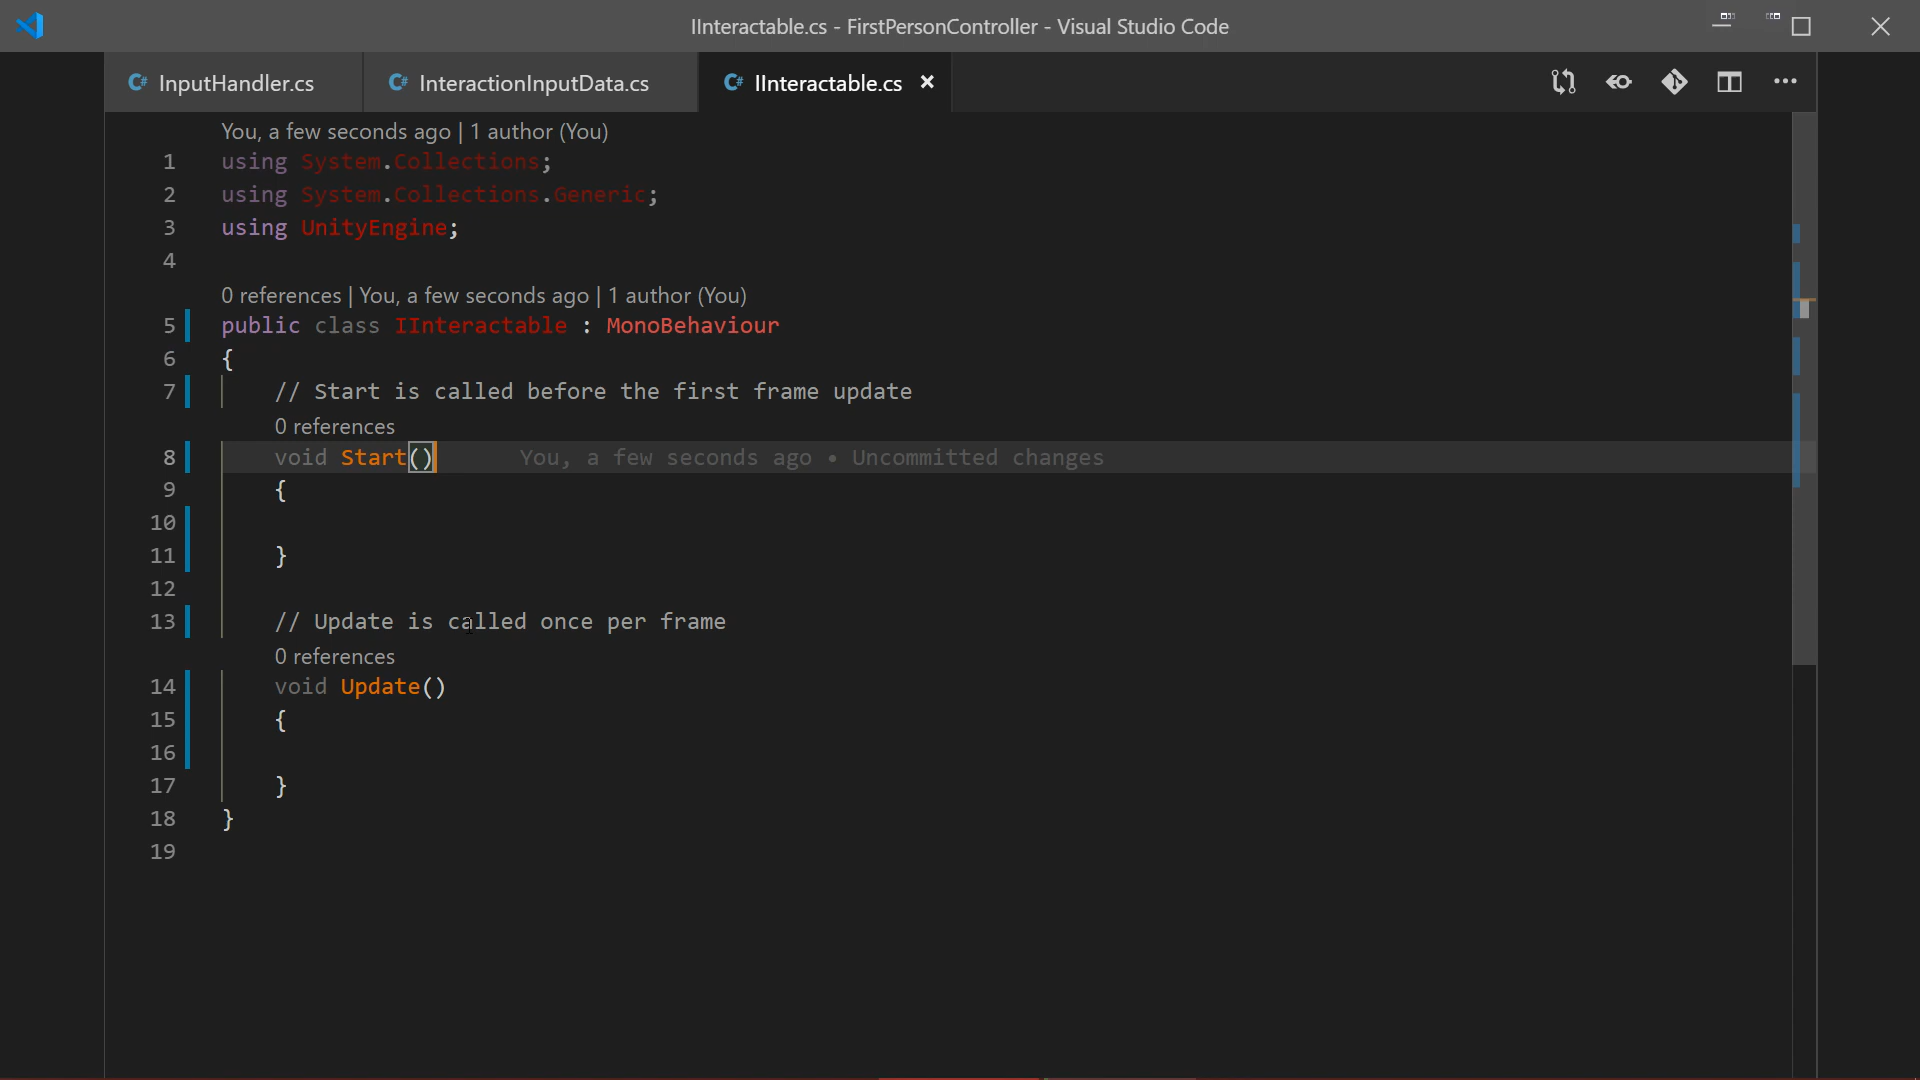 IInteractable.cs - FirstPersonController - Visual Studio Code
InputHandler.cs InteractionInputData.cs IInteractable.cs
You, a few seconds ago | 1 author (You)
1 using System.Collections;
2 using System.Collections.Generic;
3 using UnityEngine;
4
0 references | You, a few seconds ago | 1 author (You)
5 public class IInteractable : MonoBehaviour
6 {
7 // Start is called before the first frame update
0 references
8 void Start() You, a few seconds ago • Uncommitted changes
9 {
10
11 }
12
13 // Update is called once per frame
0 references
14 void Update()
15 {
16
17 }
18 }
19